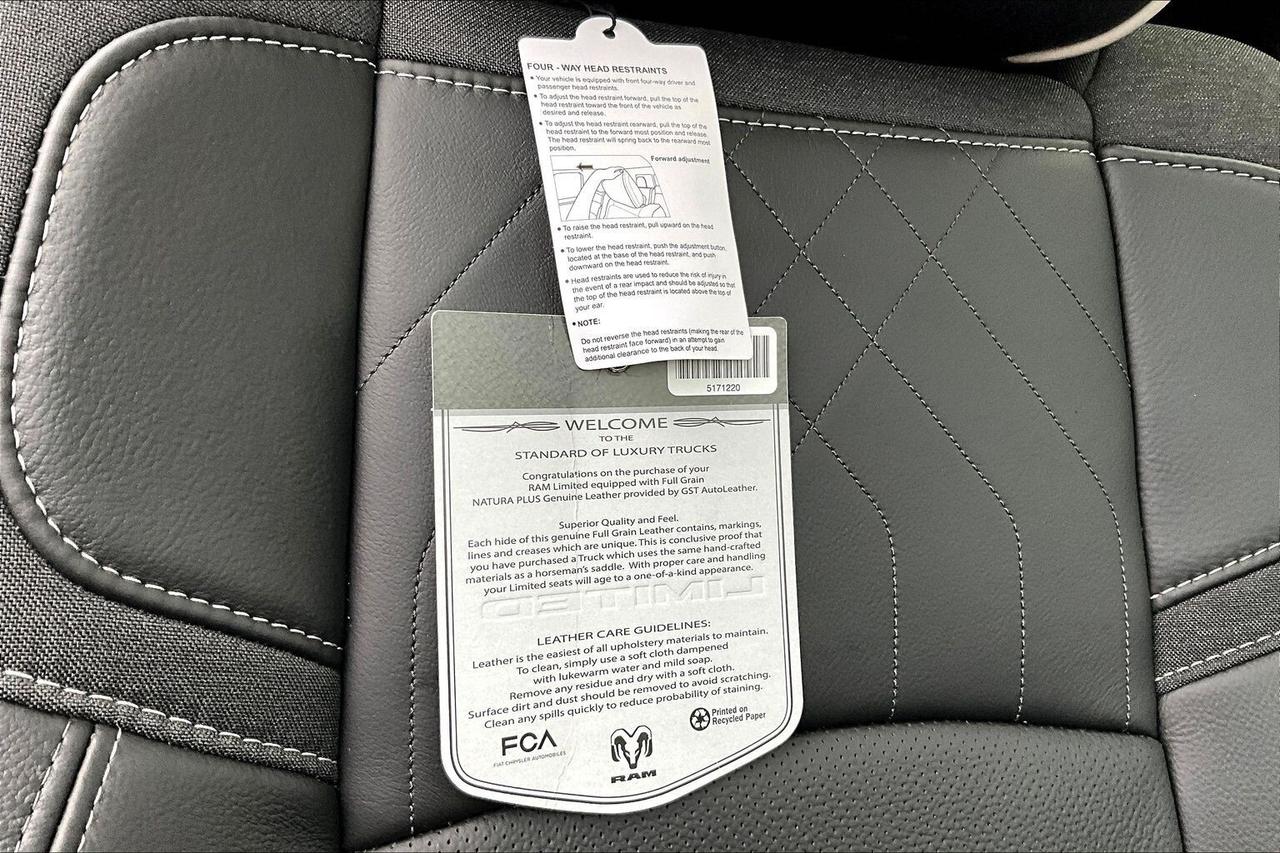 FOUR - WAY HEAD RESTRAINTS
• Your vehicle is equipped with front four-way driver and
passenger head restraints.
• To adjust the head restraint forward, pull the top of the
head restraint toward the front of the vehicle as
desired and release.
• To adjust the head restraint rearward, pull the top of the
head restraint to the forward most position and release.
The head restraint will spring back to the rearward most
position.
Forward adjustment
• To raise the head restraint, pull upward on the head
restraint.
• To lower the head restraint, push the adjustment button,
located at the base of the head restraint, and push
downward on the head restraint.
• Head restraints are used to reduce the risk of injury in
the event of a rear impact and should be adjusted so that
the top of the head restraint is located above the top of
your ear.
• NOTE:
Do not reverse the head restraints (making the rear of the
head restraint face forward) in an attempt to gain
additional clearance to the back of your head.
5171220
WELCOME
TO THE
STANDARD OF LUXURY TRUCKS
Congratulations on the purchase of your
RAM Limited equipped with Full Grain
NATURA PLUS Genuine Leather provided by GST AutoLeather.
Superior Quality and Feel.
Each hide of this genuine Full Grain Leather contains, markings,
lines and creases which are unique. This is conclusive proof that
you have purchased a Truck which uses the same hand-crafted
materials as a horseman's saddle. With proper care and handling
your Limited seats will age to a one-of-a-kind appearance.
LIMITED
LEATHER CARE GUIDELINES:
Leather is the easiest of all upholstery materials to maintain.
To clean, simply use a soft cloth dampened
with lukewarm water and mild soap.
Remove any residue and dry with a soft cloth.
Surface dirt and dust should be removed to avoid scratching.
Clean any spills quickly to reduce probability of staining.
FCA
FIAT CHRYSLER AUTOMOBILES
RAM
Printed on
Recycled Paper